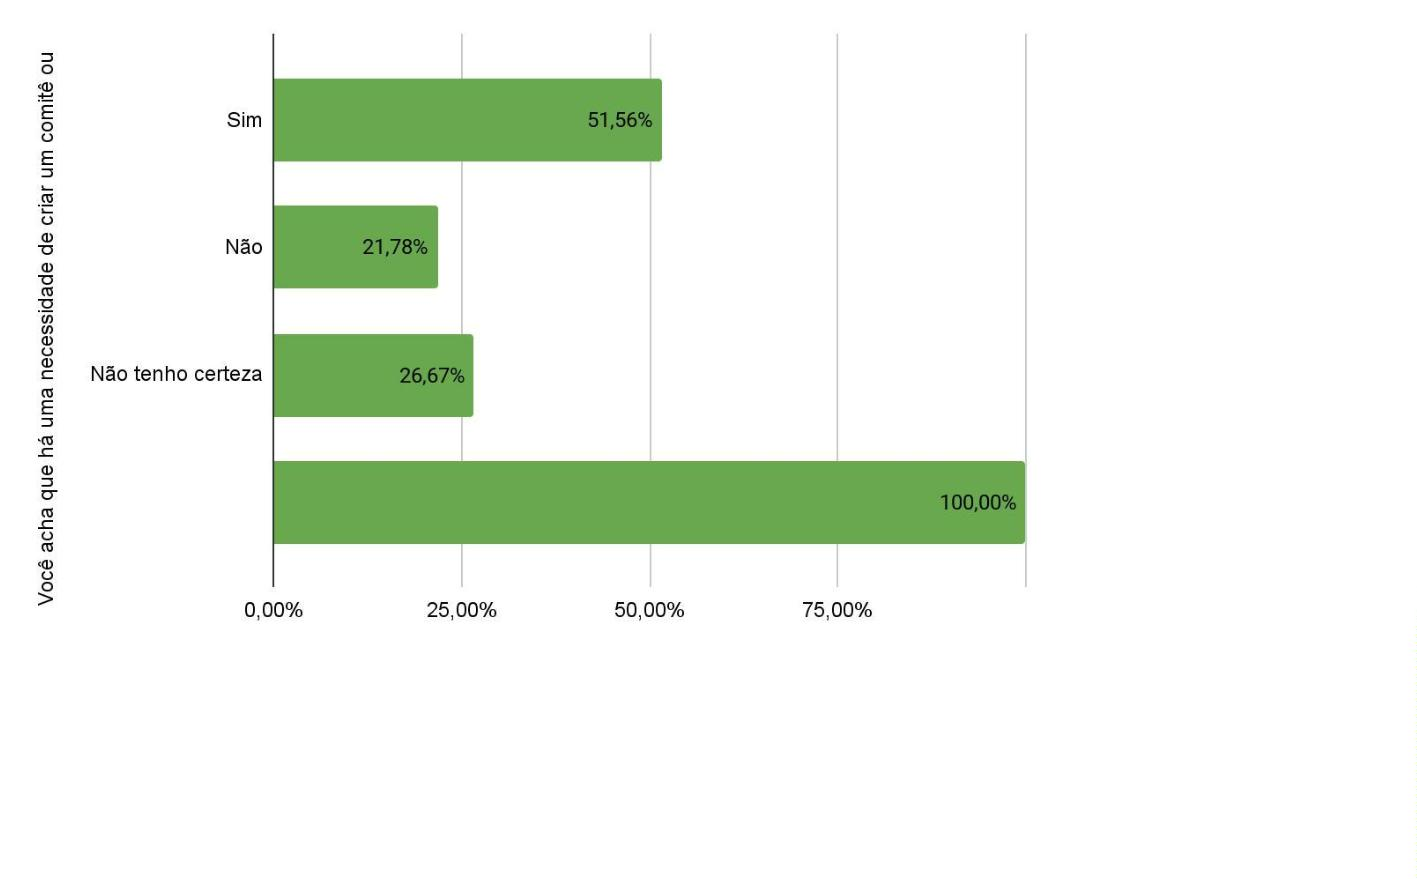 Você acha que há uma necessidade de criar um comitê ou
Sim
51,56%
Não
21,78%
Não tenho certeza
26,67%
100,00%
0,00%
25,00%
50,00%
75,00%